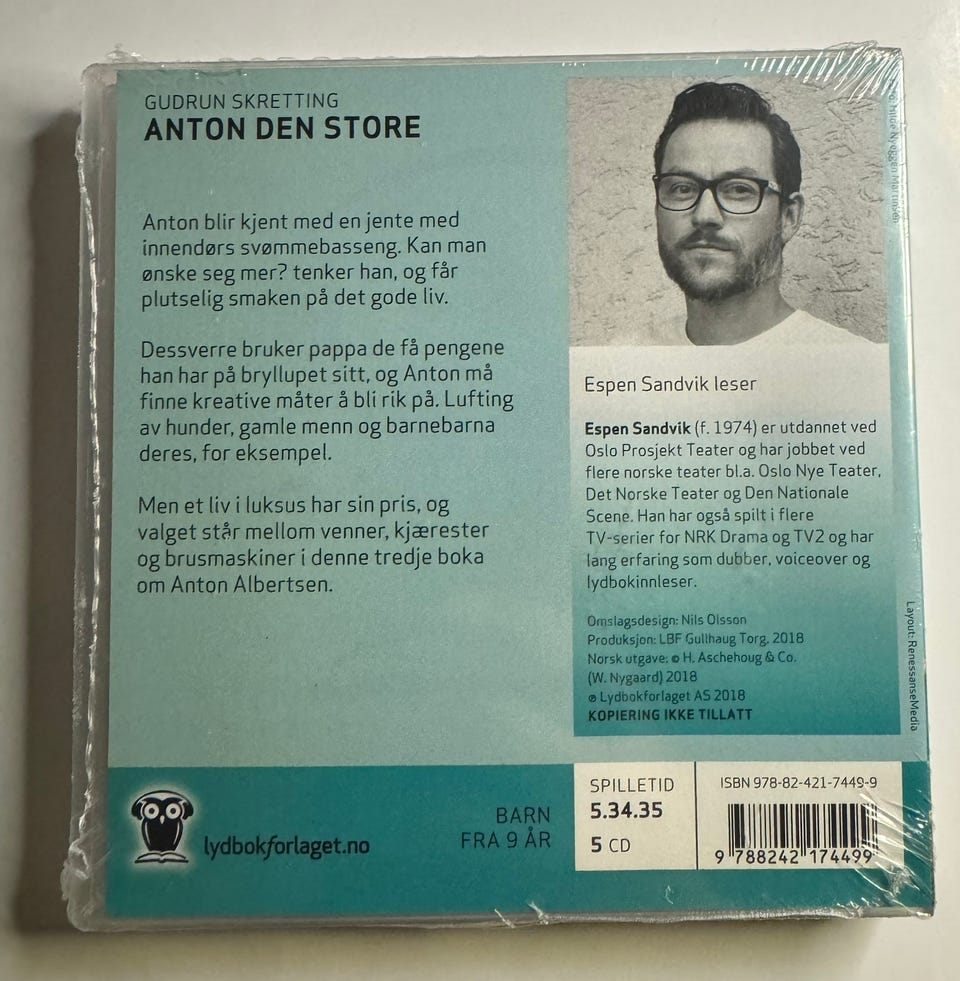 GUDRUN SKRETTING
ANTON DEN STORE
Anton blir kjent med en jente med
innendørs svømmebasseng. Kan man
ønske seg mer? tenker han, og får
plutselig smaken på det gode liv.
Dessverre bruker pappa de få pengene
han har på bryllupet sitt, og Anton må
finne kreative måter å bli rik på. Lufting
av hunder, gamle menn og barnebarna
deres, for eksempel.
Men et liv i luksus har sin pris, og
valget står mellom venner, kjærester
og brusmaskiner i denne tredje boka
om Anton Albertsen.
Espen Sandvik leser
Espen Sandvik (f. 1974) er utdannet ved
Oslo Prosjekt Teater og har jobbet ved
flere norske teater bl.a. Oslo Nye Teater,
Det Norske Teater og Den Nationale
Scene. Han har også spilt i flere
TV-serier for NRK Drama og TV2 og har
lang erfaring som dubber, voiceover og
lydbokinnleser.
Omslagsdesign: Nils Olsson
Produksjon: LBF Gullhaug Torg, 2018
Norsk utgave: © H. Aschehoug & Co.
(W. Nygaard) 2018
℗ Lydbokforlaget AS 2018
KOPIERING IKKE TILLATT
Layout: RenessanseMedia
lydbokforlaget.no
BARN
FRA 9 ÅR
SPILLETID
5.34.35
5 CD
ISBN 978-82-421-7449-9
9 788242 174499